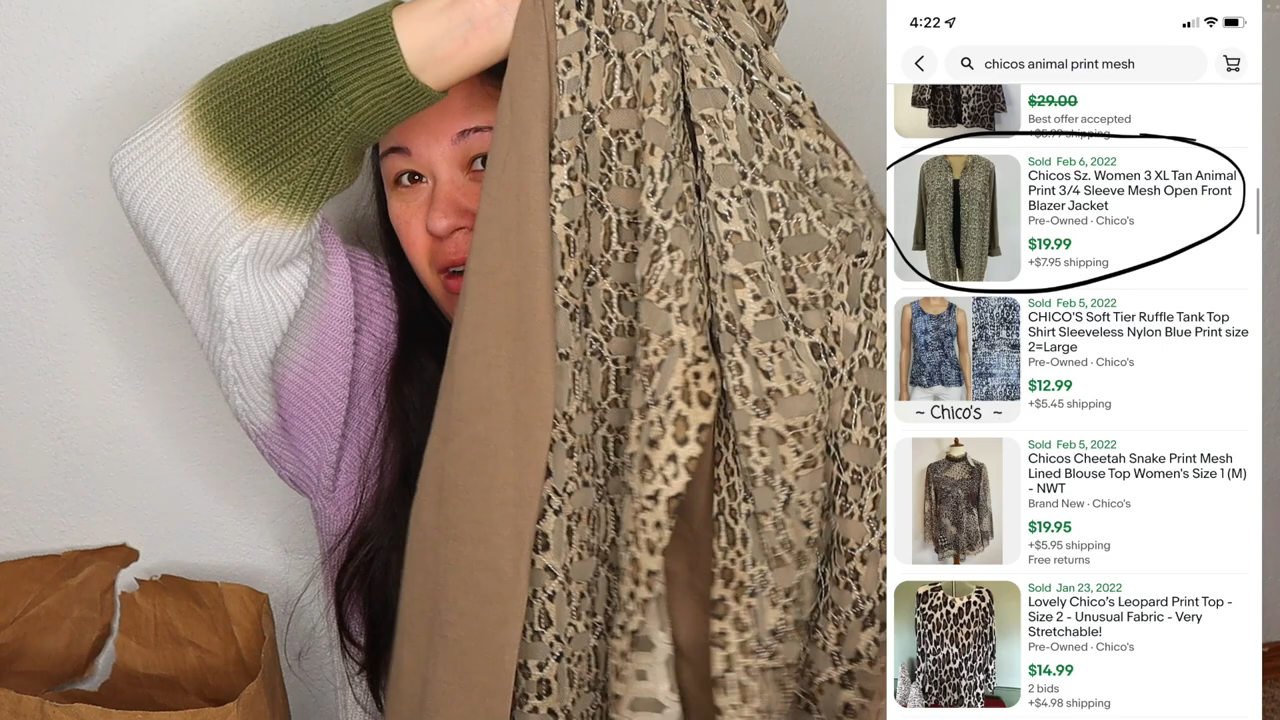 4:22
chicos animal print mesh
$29.00
Best offer accepted
+$5.99 shipping
Sold Feb 6, 2022
Chicos Sz. Women 3 XL Tan Animal
Print 3/4 Sleeve Mesh Open Front
Blazer Jacket
Pre-Owned · Chico's
$19.99
+$7.95 shipping
Sold Feb 5, 2022
CHICO'S Soft Tier Ruffle Tank Top
Shirt Sleeveless Nylon Blue Print size
2=Large
Pre-Owned · Chico's
$12.99
+$5.45 shipping
~ Chico's ~
Sold Feb 5, 2022
Chicos Cheetah Snake Print Mesh
Lined Blouse Top Women's Size 1 (M)
- NWT
Brand New · Chico's
$19.95
+$5.95 shipping
Free returns
Sold Jan 23, 2022
Lovely Chico's Leopard Print Top -
Size 2 - Unusual Fabric - Very
Stretchable!
Pre-Owned · Chico's
$14.99
2 bids
+$4.98 shipping